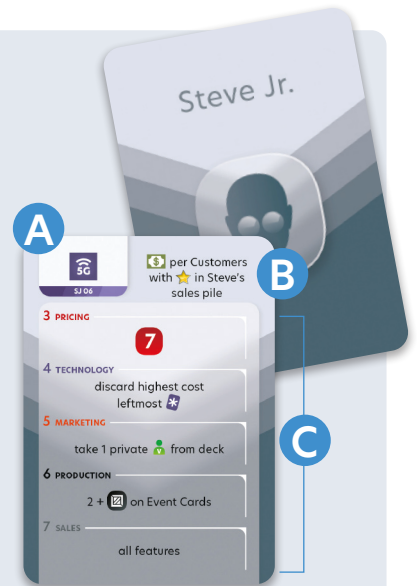 Steve Jr.
A
5G
SJ 06
$ per Customers
with in Steve's
sales pile
B
3 PRICING
7
4 TECHNOLOGY
discard highest cost
leftmost *
5 MARKETING
take 1 private from deck
C
6 PRODUCTION
2 + on Event Cards
7 SALES
all features